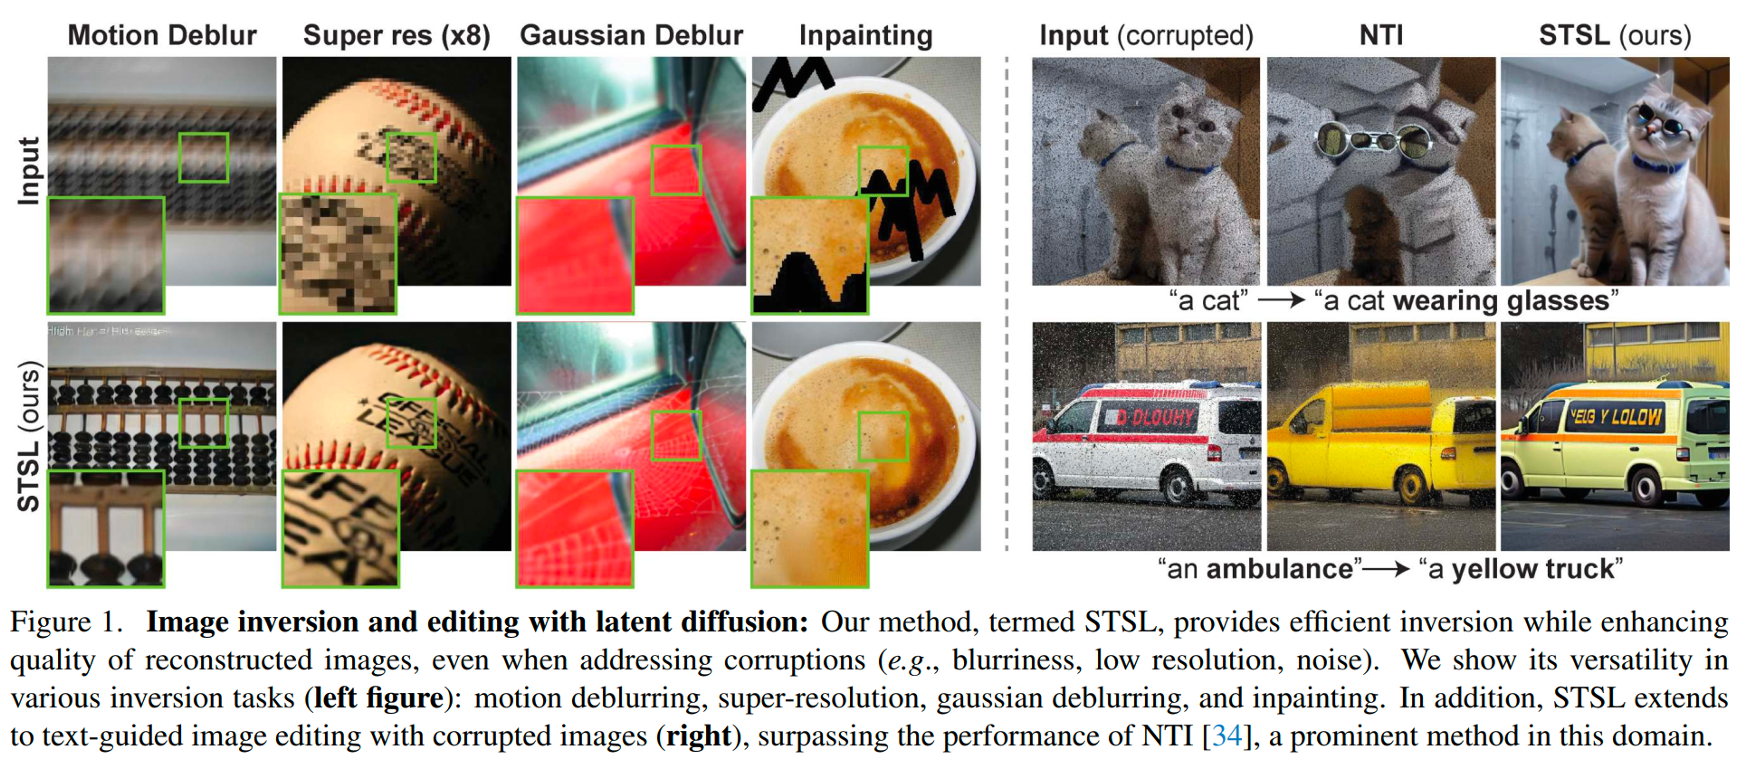 Motion Deblur Super res (x8) Gaussian Deblur Inpainting
Input (corrupted) NTI STSL (ours)
Input
D-DLOUHY
"a cat" → "a cat wearing glasses"
STSL (ours)
LEAGUE
VEUG Y LOLOWI
"an ambulance" → "a yellow truck"
Figure 1. Image inversion and editing with latent diffusion: Our method, termed STSL, provides efficient inversion while enhancing
quality of reconstructed images, even when addressing corruptions (e.g., blurriness, low resolution, noise). We show its versatility in
various inversion tasks (left figure): motion deblurring, super-resolution, gaussian deblurring, and inpainting. In addition, STSL extends
to text-guided image editing with corrupted images (right), surpassing the performance of NTI [34], a prominent method in this domain.